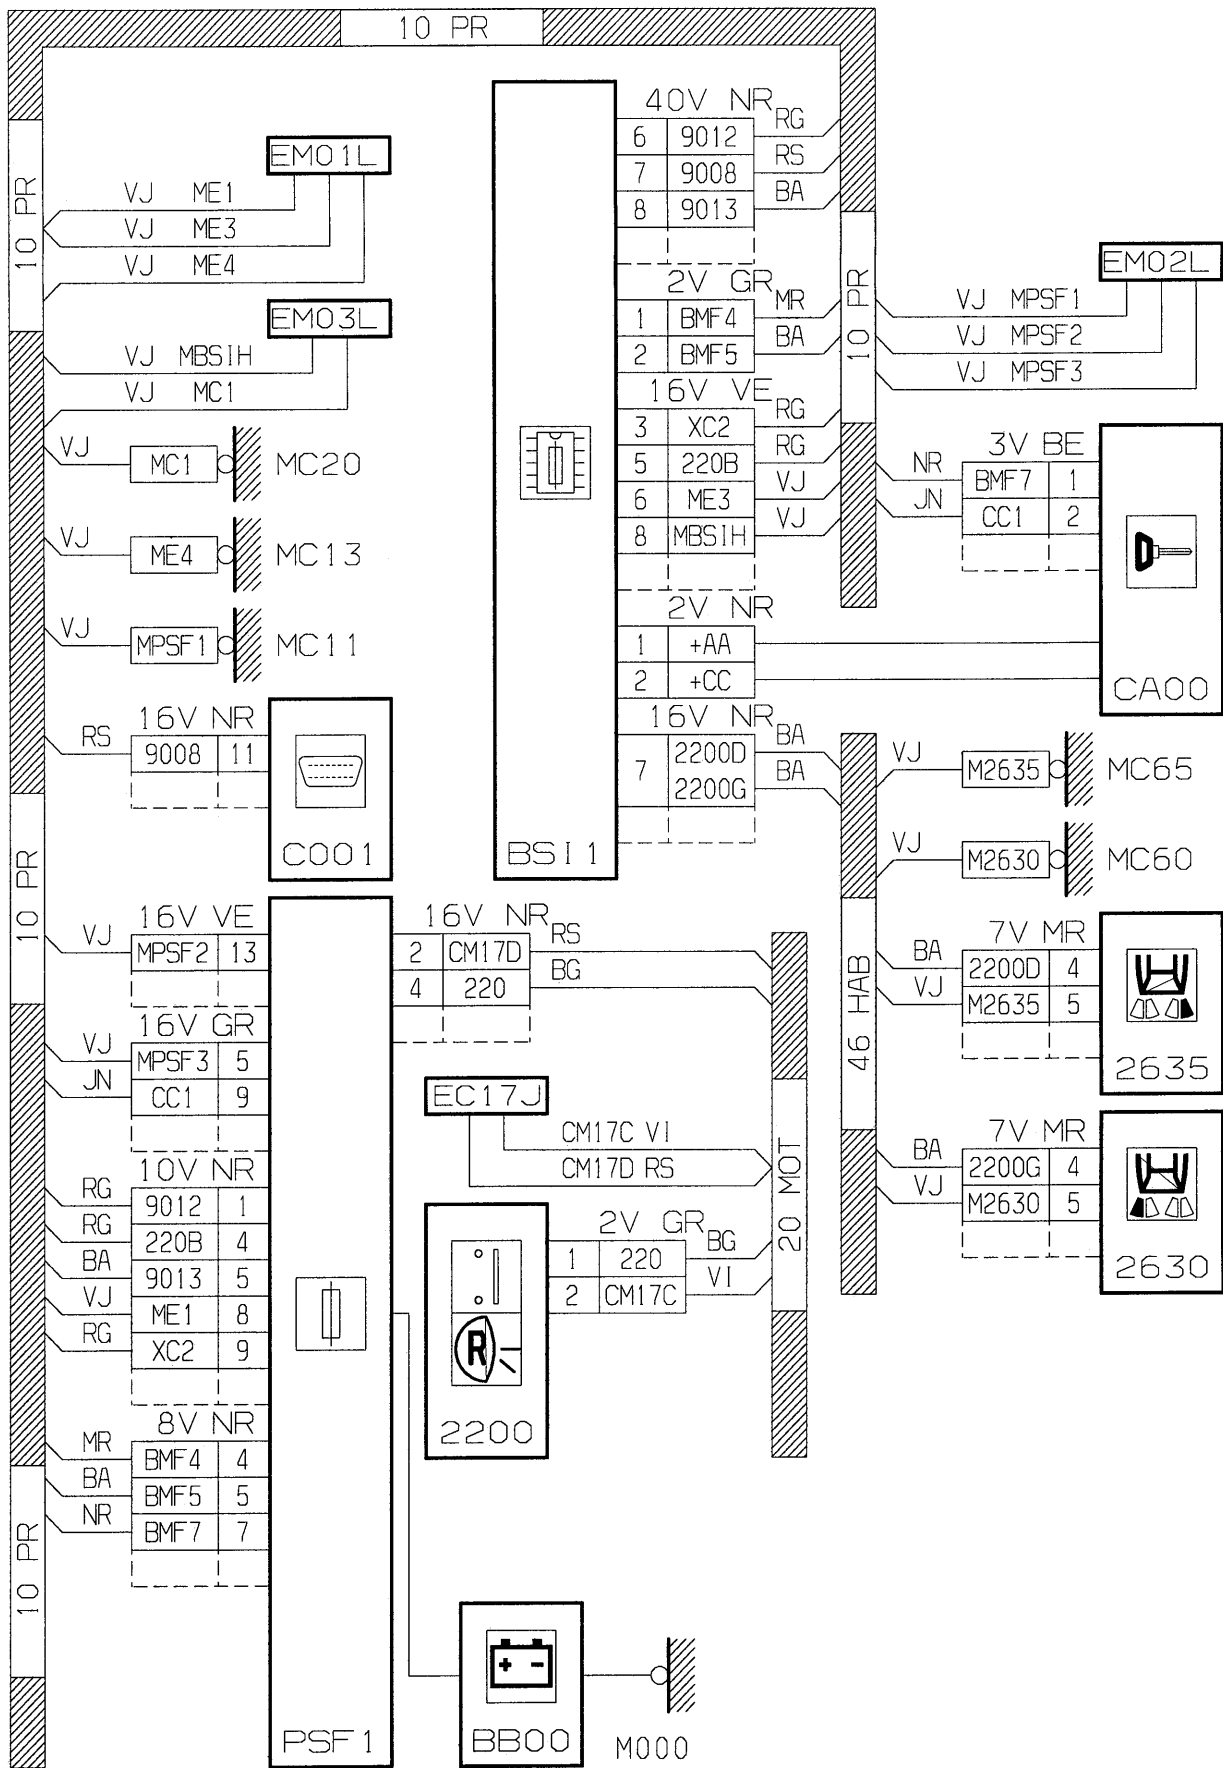 10 PR
10 PR
EM01L
VJ ME1
VJ ME3
VJ ME4
EM03L
VJ MBSIH
VJ MC1
VJ MC1 MC20
VJ ME4 MC13
VJ MPSF1 MC11
16V NR
RS 9008 11
C001
10 PR
BSI1
40V NR
6 9012 RG
7 9008 RS
8 9013 BA
2V GR
1 BMF4 MR
2 BMF5 BA
16V VE
3 XC2 RG
5 220B RG
6 ME3 VJ
8 MBSIH VJ
2V NR
1 +AA
2 +CC
16V NR
7 2200D BA
2200G BA
10 PR
EM02L
VJ MPSF1
VJ MPSF2
VJ MPSF3
3V BE
NR BMF7 1
JN CC1 2
CA00
VJ M2635 MC65
VJ M2630 MC60
46 HAB
7V MR
BA 2200D 4
VJ M2635 5
2635
7V MR
BA 2200G 4
VJ M2630 5
2630
16V VE
VJ MPSF2 13
16V GR
VJ MPSF3 5
JN CC1 9
10V NR
RG 9012 1
RG 220B 4
BA 9013 5
VJ ME1 8
RG XC2 9
8V NR
MR BMF4 4
BA BMF5 5
NR BMF7 7
10 PR
PSF1
16V NR
2 CM17D RS
4 220 BG
EC17J
CM17C VI
CM17D RS
20 MOT
2V GR
1 220 BG
2 CM17C VI
R
2200
+ -
BB00
M000